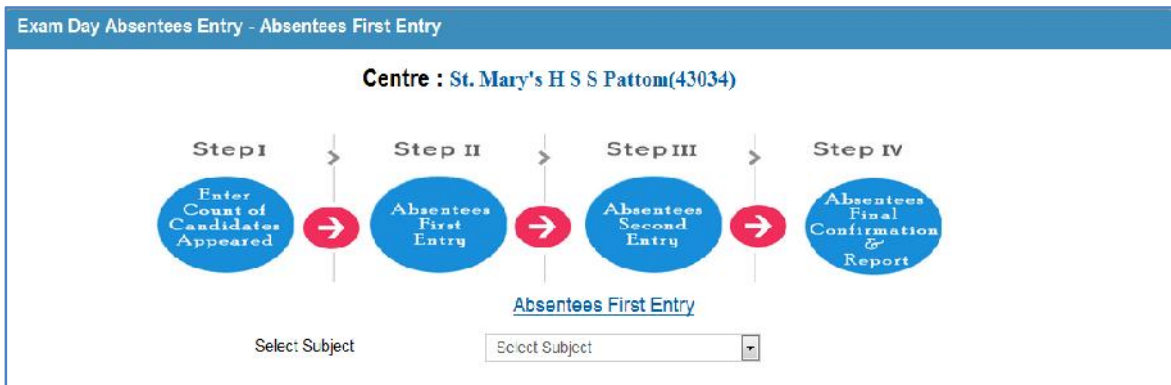 Exam Day Absentees Entry - Absentees First Entry
Centre : St. Mary's H S S Pattom(43034)
Step I > Step II > Step III > Step IV
Enter
Count of
Candidates
Appeared
Absentees
First
Entry
Absentees
Second
Entry
Absentees
Final
Confirmation
&
Report
Absentees First Entry
Select Subject
Select Subject